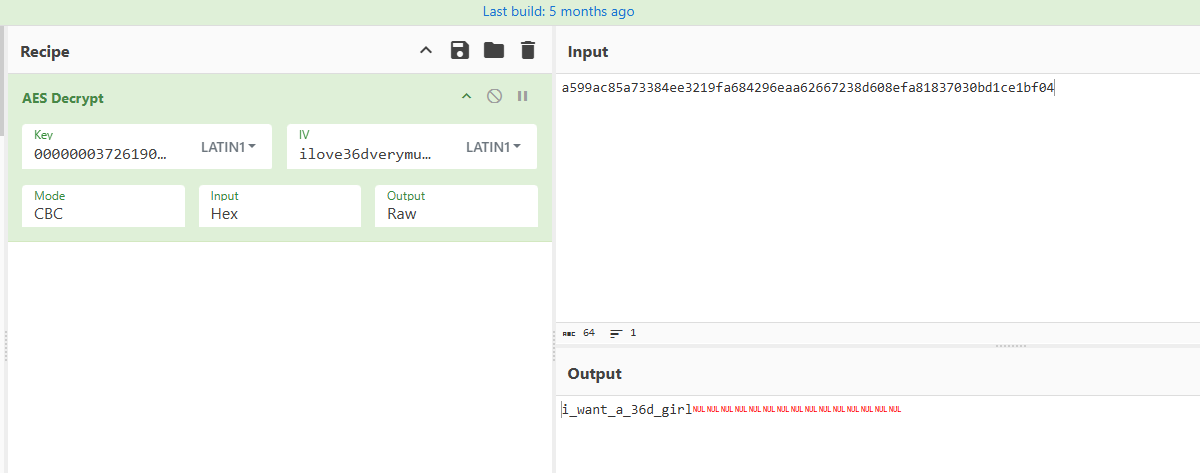 Last build: 5 months ago
Recipe
Input
AES Decrypt
Key
00000003726190…
LATIN1
IV
ilove36dverymu…
LATIN1
Mode
CBC
Input
Hex
Output
Raw
a599ac85a73384ee3219fa684296eaa62667238d608efa81837030bd1ce1bf04
ABC 64 1
Output
i_want_a_36d_girlNULNULNULNULNULNULNULNULNULNULNULNULNULNULNUL